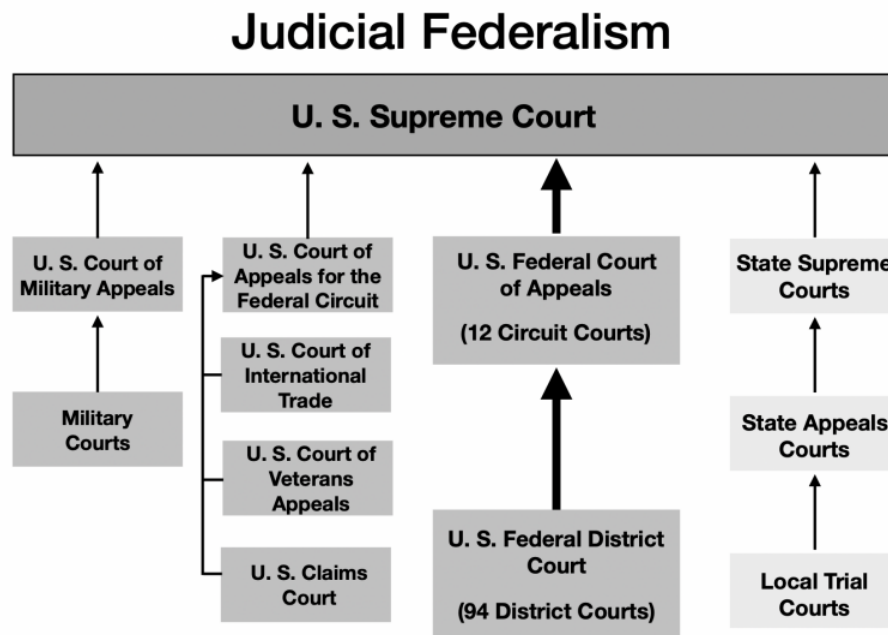 Judicial Federalism
U. S. Supreme Court
U. S. Court of
Military Appeals
Military
Courts
U. S. Court of
Appeals for the
Federal Circuit
U. S. Court of
International
Trade
U. S. Court of
Veterans
Appeals
U. S. Claims
Court
U. S. Federal Court
of Appeals
(12 Circuit Courts)
U. S. Federal District
Court
(94 District Courts)
State Supreme
Courts
State Appeals
Courts
Local Trial
Courts